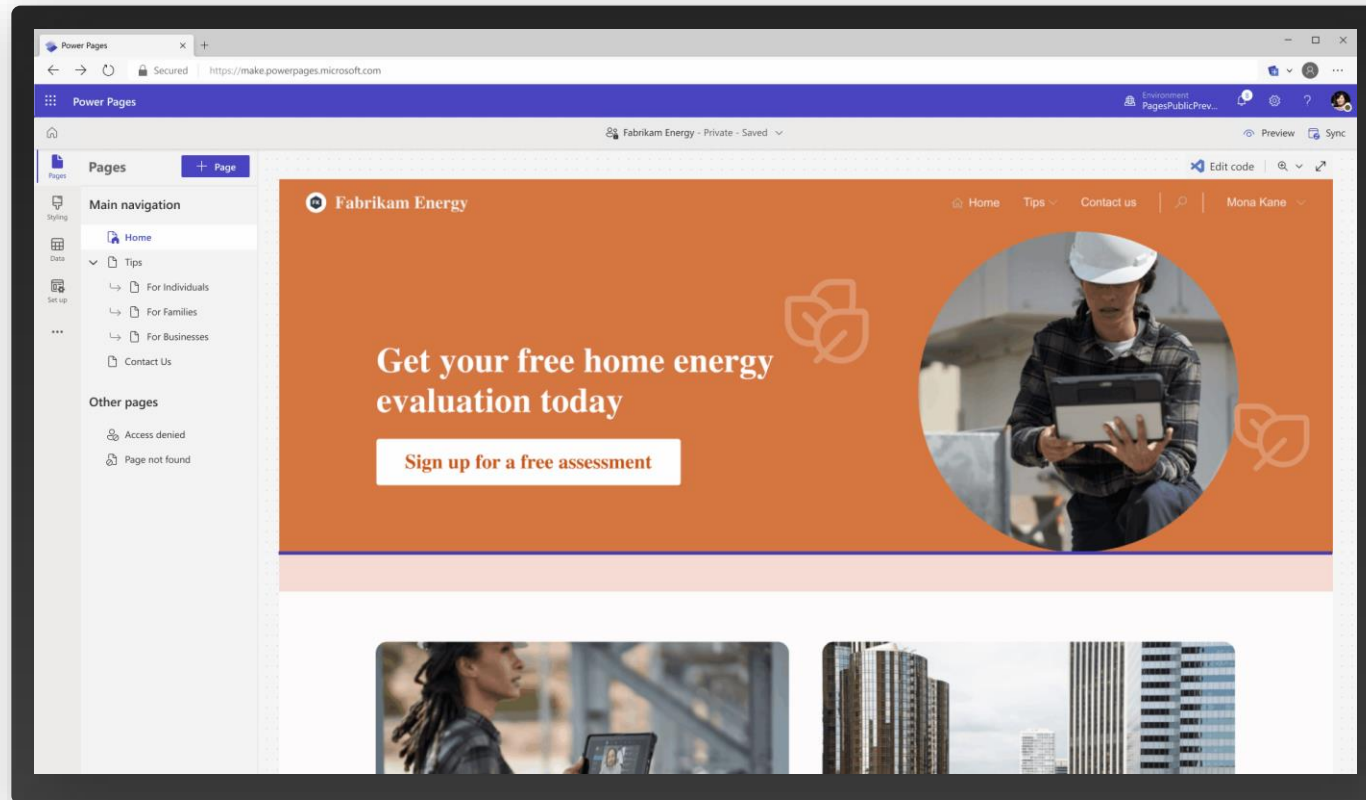 Power Pages
Secured https://make.powerpages.microsoft.com
Power Pages
Environment
PagesPublicPrev...
Fabrikam Energy - Private - Saved
Preview Sync
Pages
Styling
Data
Set up
Pages
+ Page
Main navigation
Home
Tips
For Individuals
For Families
For Businesses
Contact Us
Other pages
Access denied
Page not found
Edit code
Fabrikam Energy
Home Tips Contact us Mona Kane
Get your free home energy
evaluation today
Sign up for a free assessment